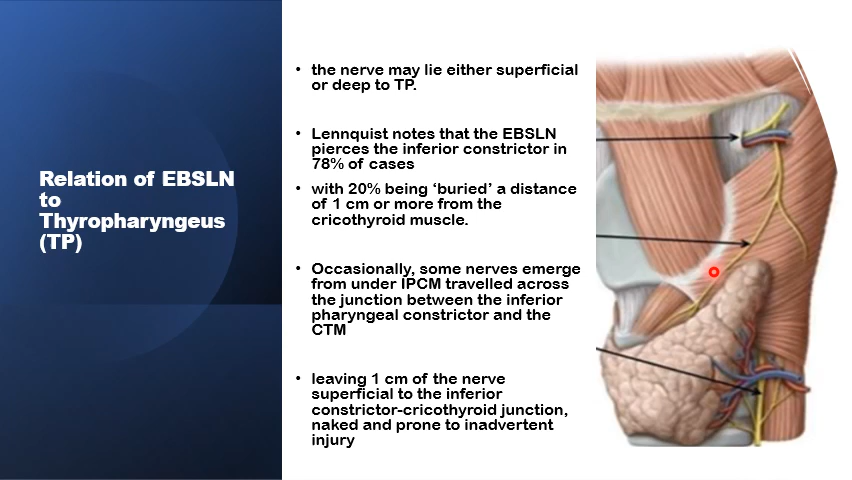 Relation of EBSLN
to
Thyropharyngeus
(TP)
• the nerve may lie either superficial
or deep to TP.
• Lennquist notes that the EBSLN
pierces the inferior constrictor in
78% of cases
• with 20% being ‘buried’ a distance
of 1 cm or more from the
cricothyroid muscle.
• Occasionally, some nerves emerge
from under IPCM travelled across
the junction between the inferior
pharyngeal constrictor and the
CTM
• leaving 1 cm of the nerve
superficial to the inferior
constrictor-cricothyroid junction,
naked and prone to inadvertent
injury